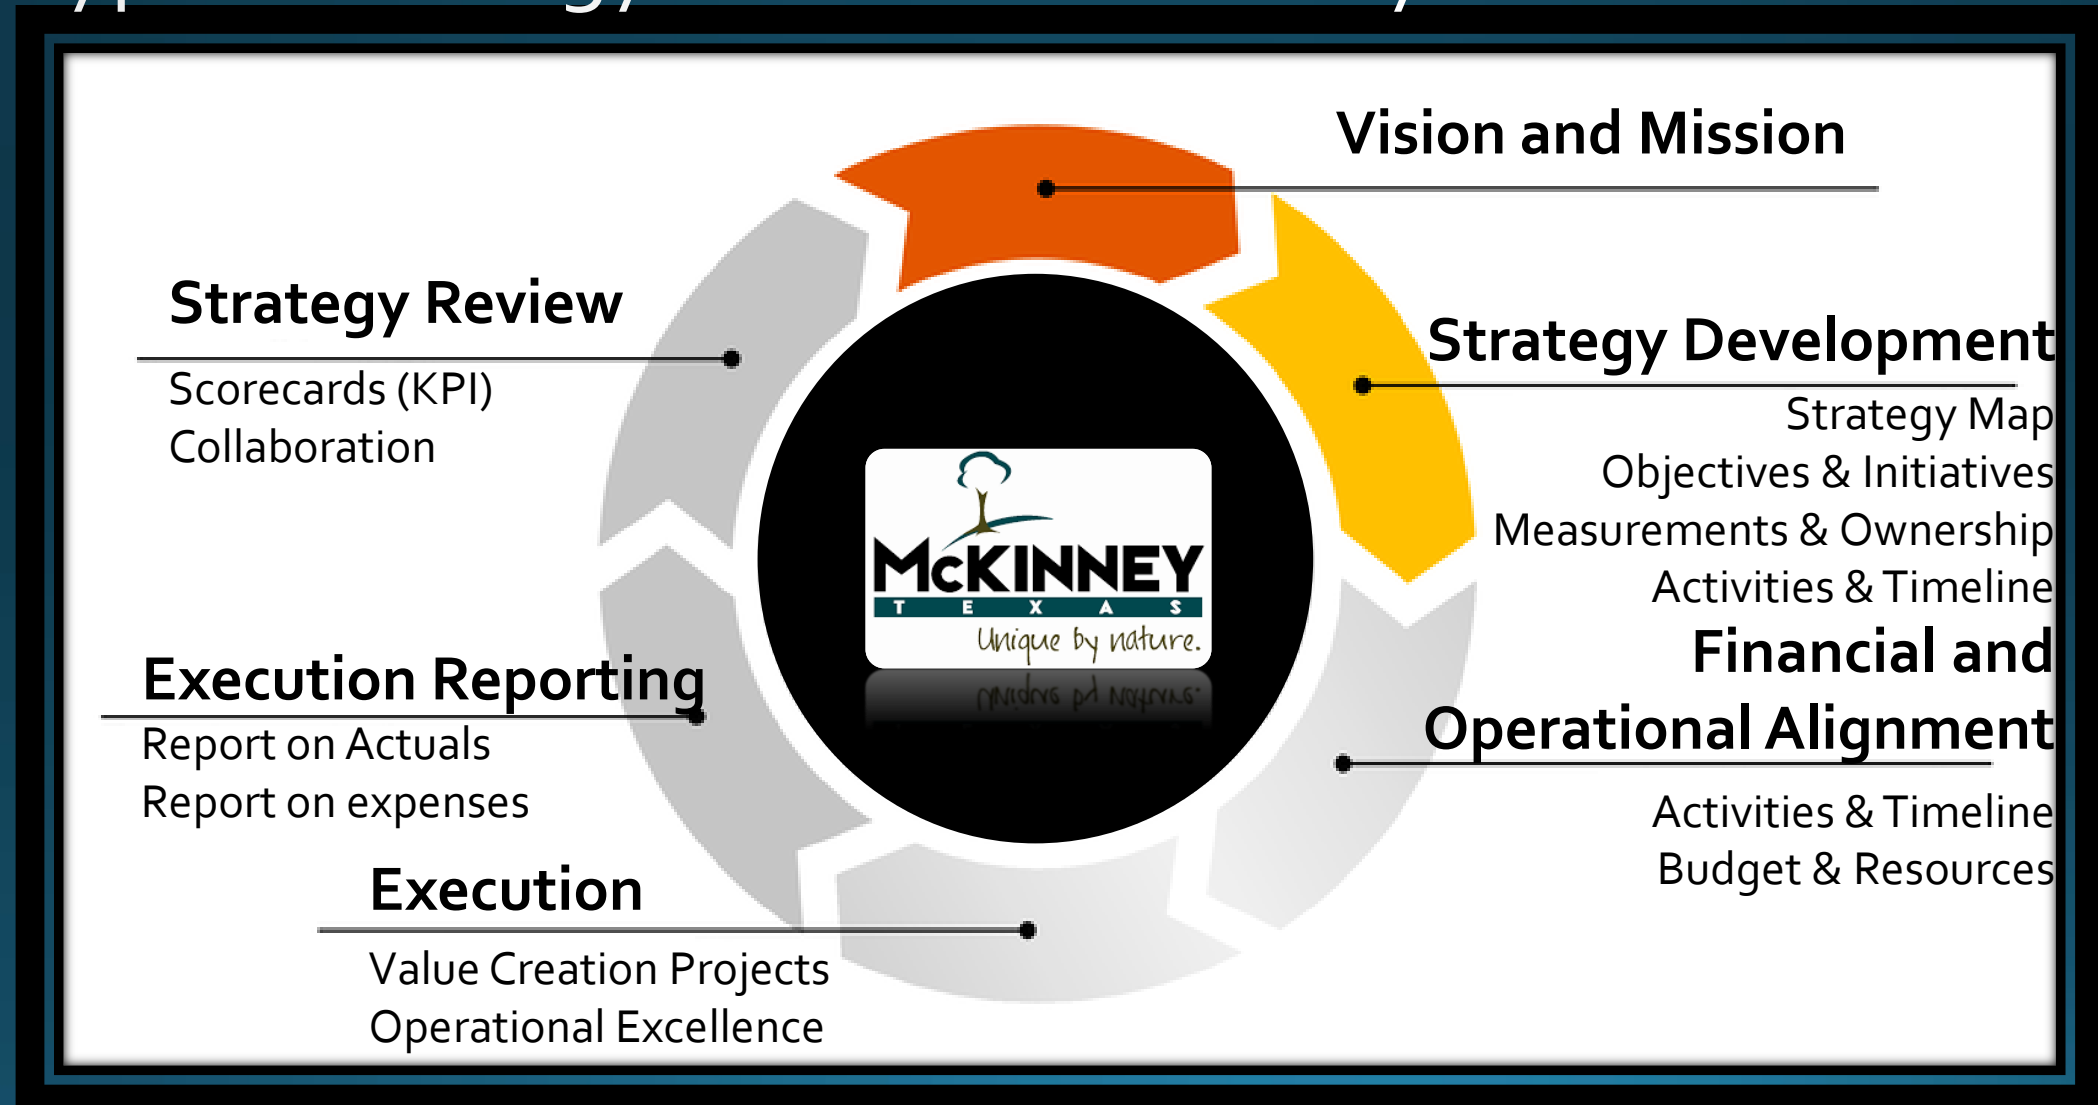 Vision and Mission
Strategy Development
Strategy Map
Objectives & Initiatives
Measurements & Ownership
Activities & Timeline
Financial and
Operational Alignment
Activities & Timeline
Budget & Resources
Execution
Value Creation Projects
Operational Excellence
Execution Reporting
Report on Actuals
Report on expenses
Strategy Review
Scorecards (KPI)
Collaboration
McKINNEY
TEXAS
Unique by nature.